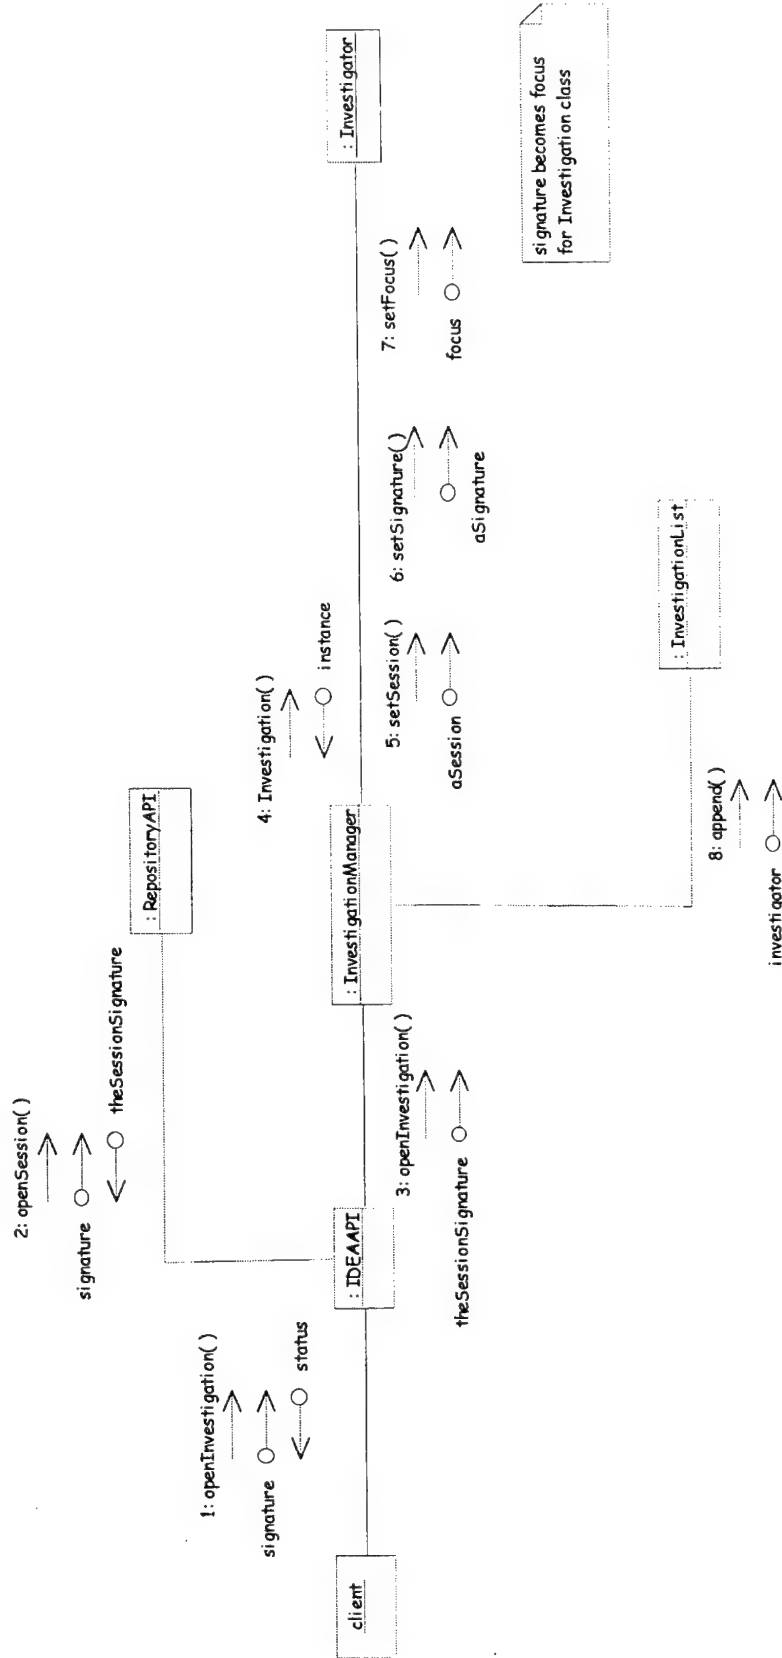 2: openSession( )
signature
theSessionSignature
: RepositoryAPI
1: openInvestigation( )
signature
status
4: Investigation( )
instance
client
: IDEAAPI
: InvestigationManager
: Investigator
3: openInvestigation( )
theSessionSignature
5: setSession( )
aSession
6: setSignature( )
aSignature
7: setFocus( )
focus
signature becomes focus
for Investigation class
: InvestigationList
8: append( )
investigator